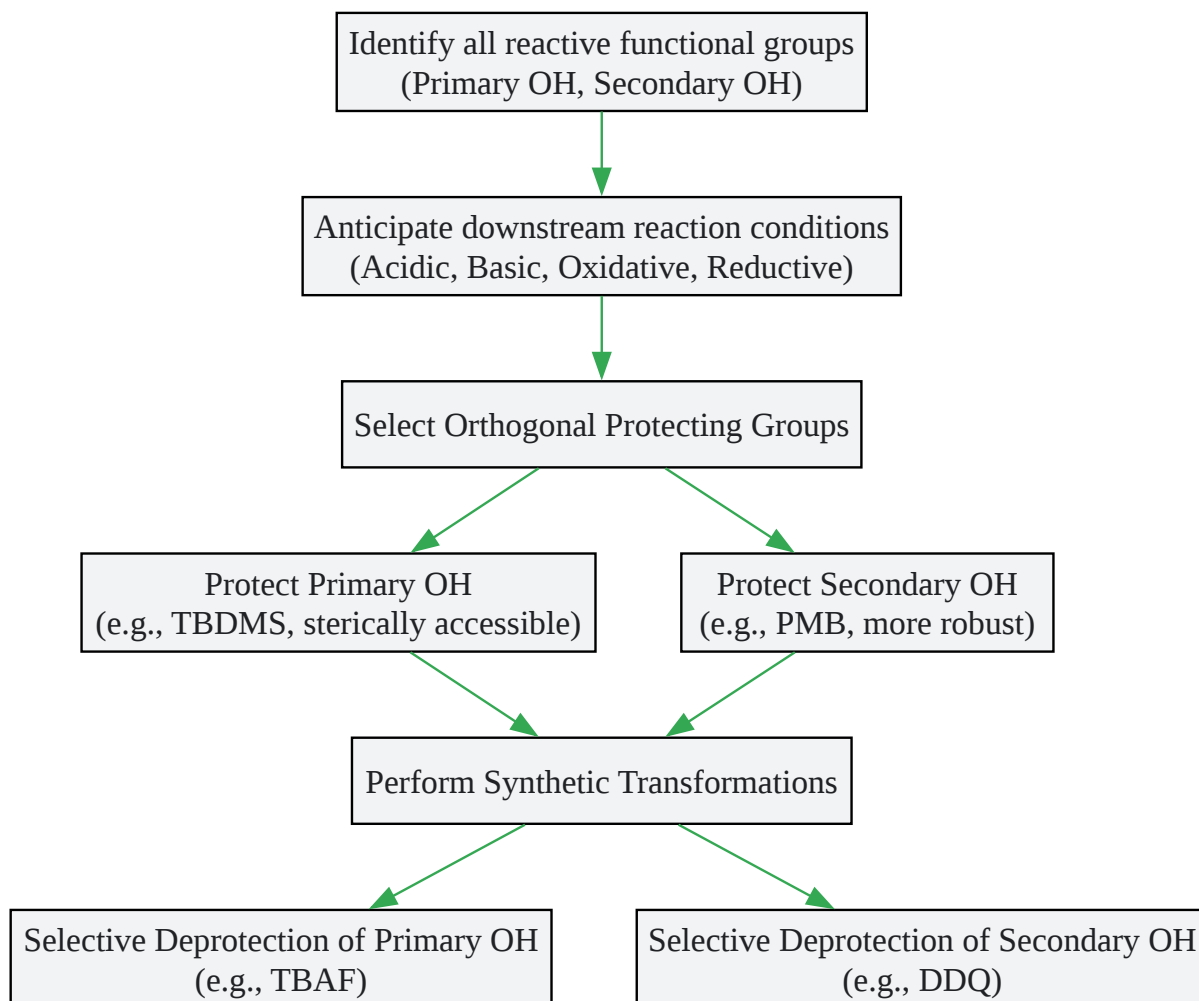 Identify all reactive functional groups
(Primary OH, Secondary OH)
Anticipate downstream reaction conditions
(Acidic, Basic, Oxidative, Reductive)
Select Orthogonal Protecting Groups
Protect Primary OH
(e.g., TBDMS, sterically accessible)
Protect Secondary OH
(e.g., PMB, more robust)
Perform Synthetic Transformations
Selective Deprotection of Primary OH
(e.g., TBAF)
Selective Deprotection of Secondary OH
(e.g., DDQ)